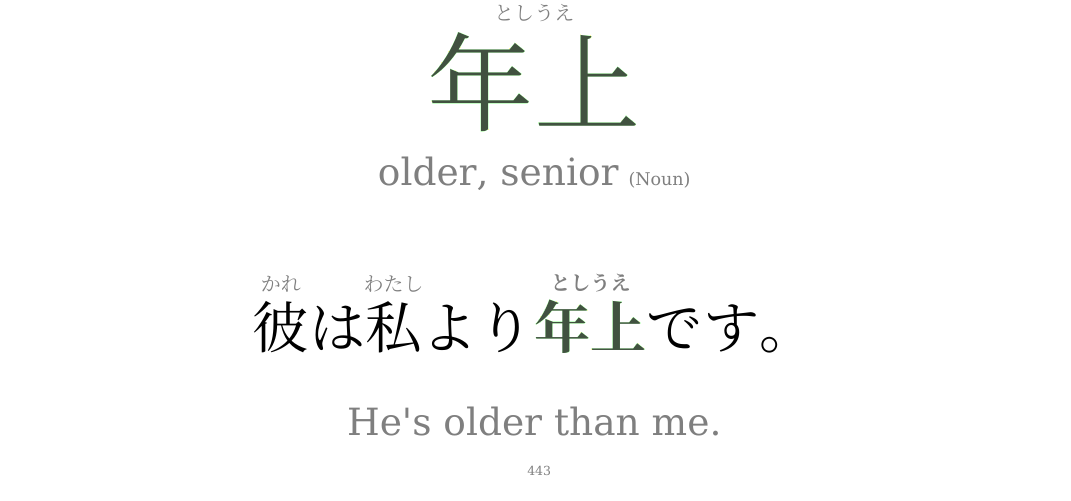 としうえ
年上
older, senior (Noun)
かれ わたし としうえ
彼は私より年上です。
He's older than me.
443